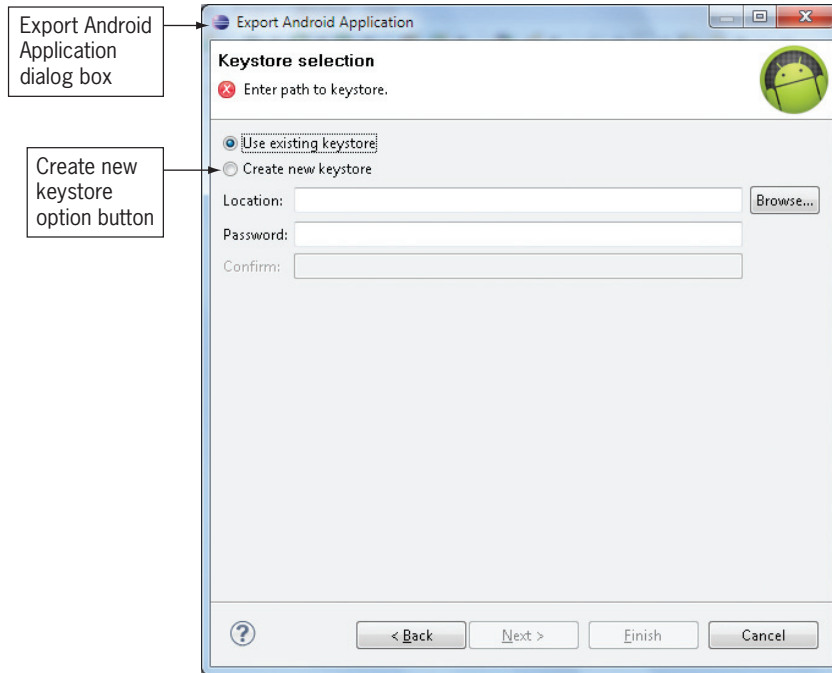 Export Android
Application
dialog box
Export Android Application
Keystore selection
Enter path to keystore.
Use existing keystore
Create new
keystore
option button
Create new keystore
Location:
Browse...
Password:
Confirm:
?
< Back
Next >
Finish
Cancel